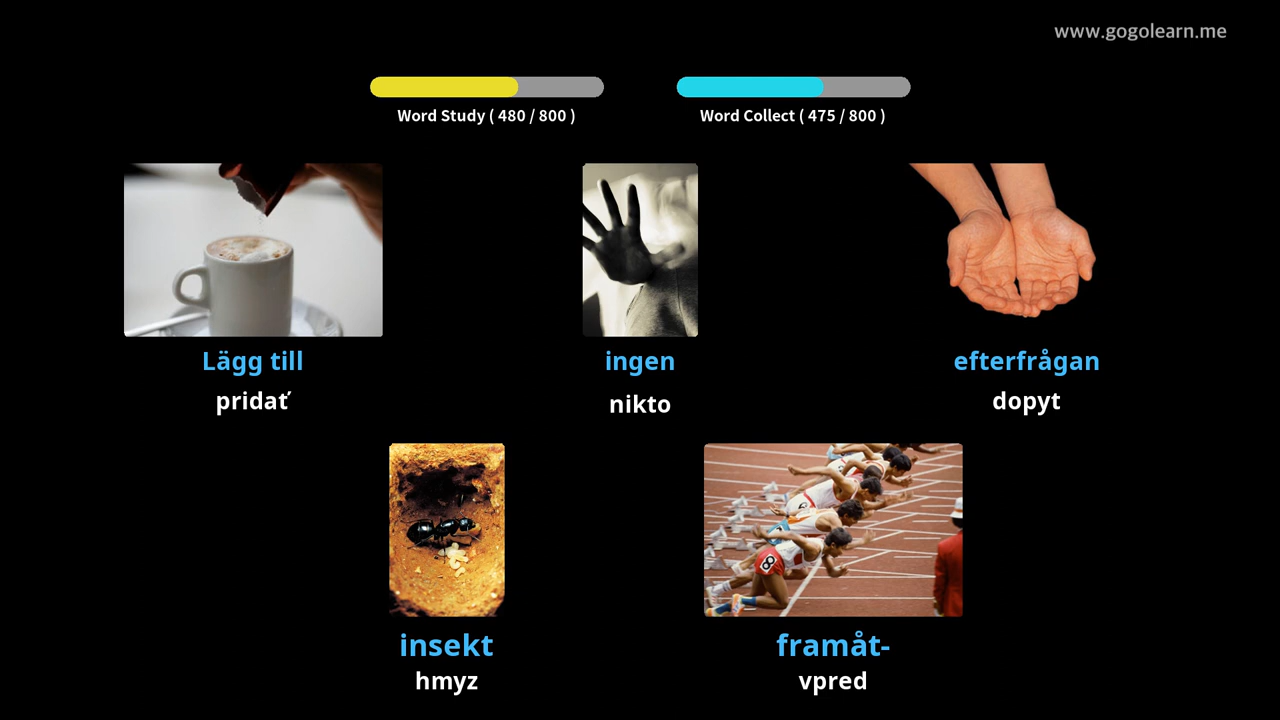 www.gogolearn.me
Word Study ( 480 / 800 )
Word Collect ( 475 / 800 )
Lägg till
ingen
efterfrågan
pridať
nikto
dopyt
insekt
framåt-
hmyz
vpred